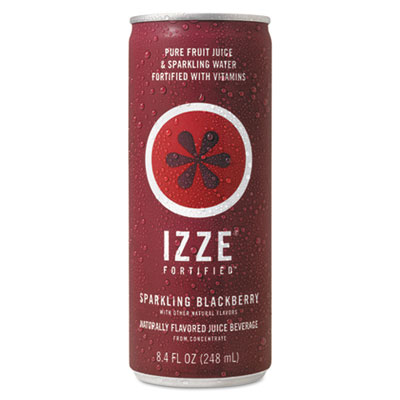 PURE FRUIT JUICE
& SPARKLING WATER
FORTIFIED WITH VITAMINS
IZZE
FORTIFIED™
SPARKLING BLACKBERRY
WITH OTHER NATURAL FLAVORS
NATURALLY FLAVORED JUICE BEVERAGE
FROM CONCENTRATE
8.4 FL OZ (248 mL)